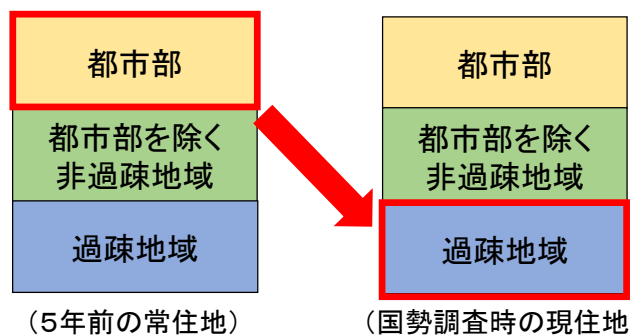 都市部
都市部を除く
非過疎地域
過疎地域
(5年前の常住地)
都市部
都市部を除く
非過疎地域
過疎地域
(国勢調査時の現住地